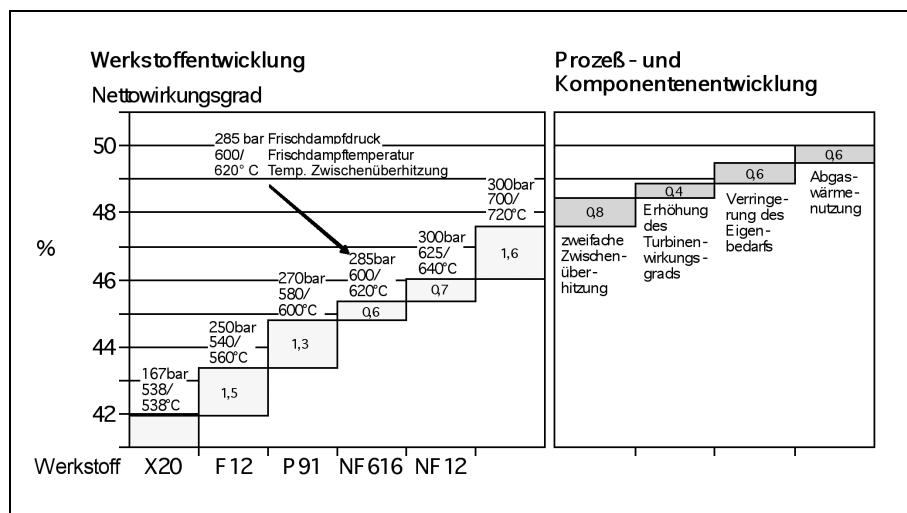 Werkstoffentwicklung
Nettowirkungsgrad
Prozeß - und
Komponentenentwicklung
50
48
%
46
44
42
285 bar Frischdampfdruck
600/ Frischdampftemperatur
620° C Temp. Zwischenüberhitzung
167bar
538/
538°C
250bar
540/
560°C
1,5
270bar
580/
600°C
1,3
285bar
600/
620°C
0,6
300bar
625/
640°C
0,7
300bar
700/
720°C
1,6
0,8
zweifache
Zwischen-
über-
hitzung
0,4
Erhöhung
des
Turbinen-
wirkungs-
grads
0,6
Verringe-
rung des
Eigen-
bedarfs
0,6
Abgas-
wärme-
nutzung
Werkstoff X20 F12 P91 NF616 NF12